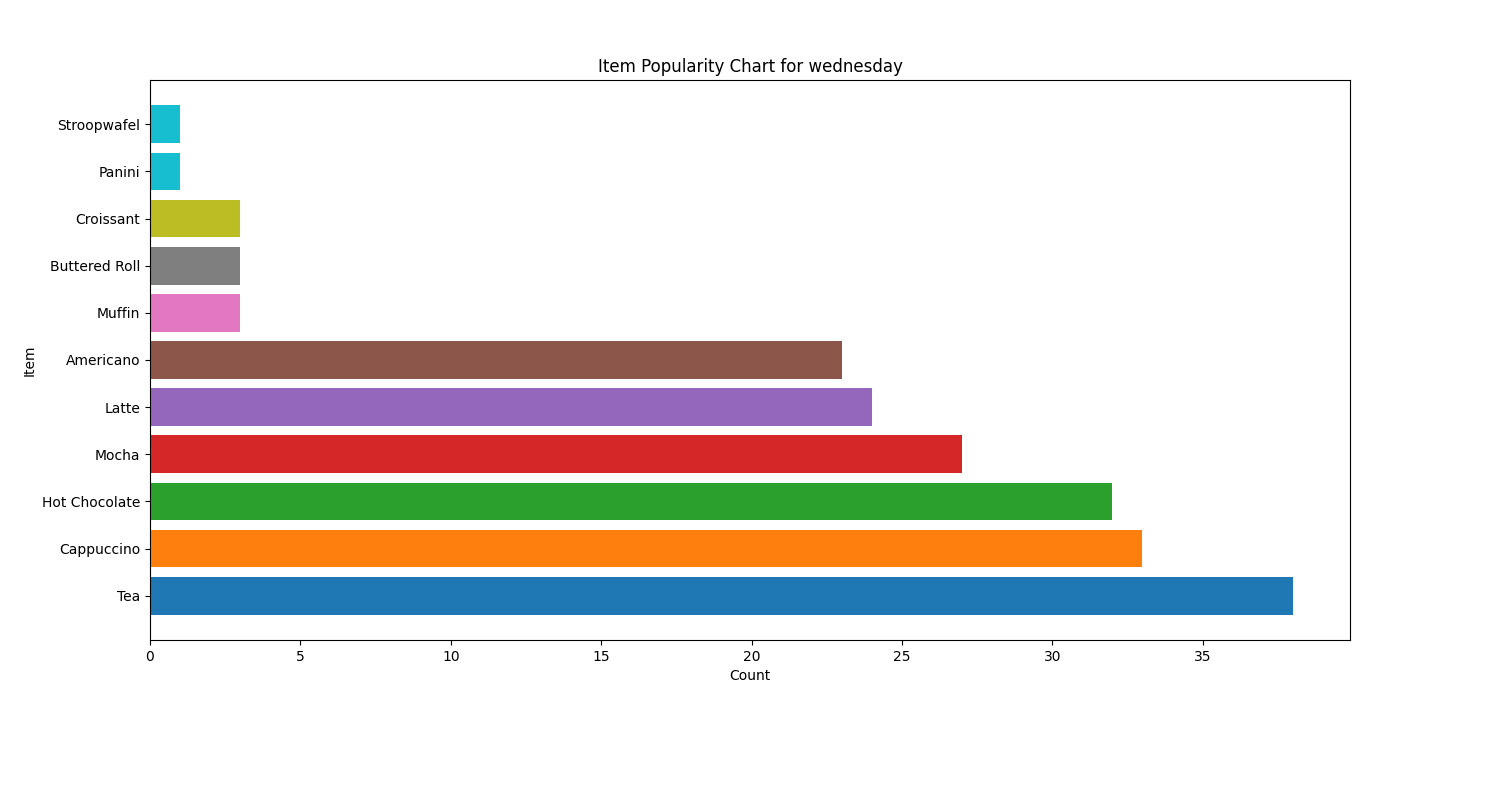 Item Popularity Chart for wednesday
Stroopwafel
Panini
Croissant
Buttered Roll
Muffin
Americano
Latte
Mocha
Hot Chocolate
Cappuccino
Tea
Item
0 5 10 15 20 25 30 35
Count